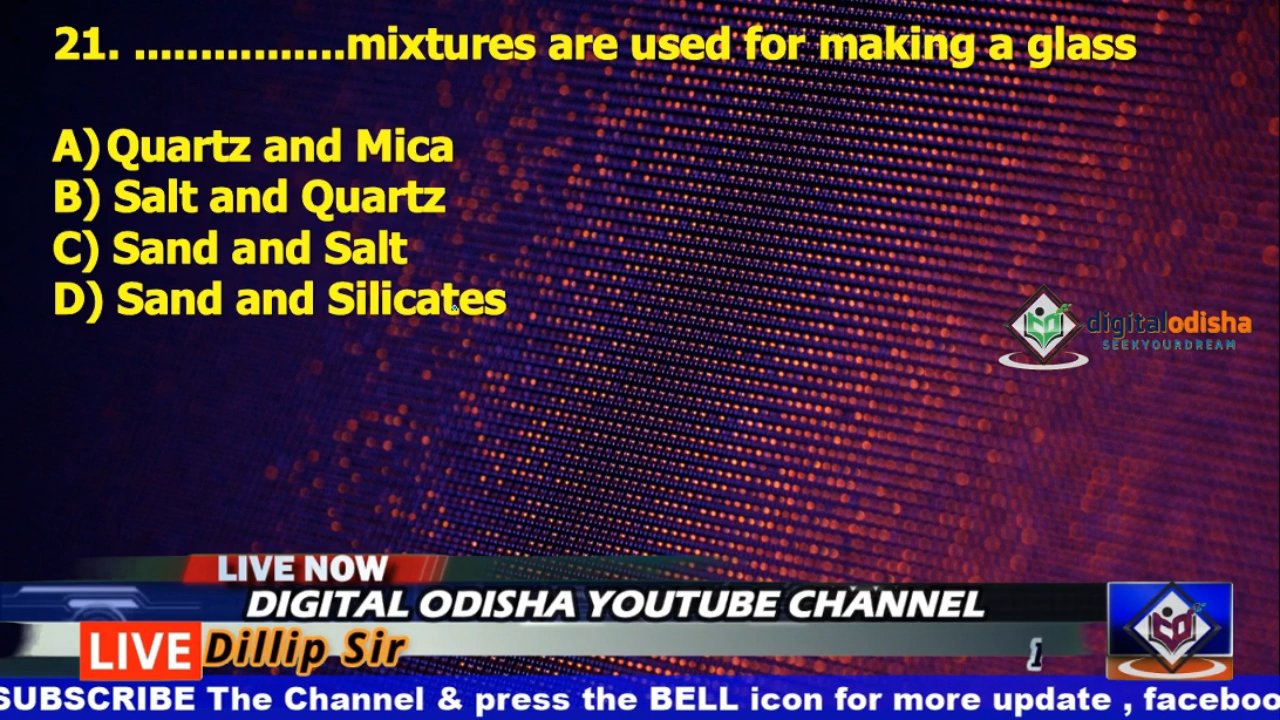 21. ................mixtures are used for making a glass
A) Quartz and Mica
B) Salt and Quartz
C) Sand and Salt
D) Sand and Silicates
digitalodisha
SEEKYOURDREAM
LIVE NOW
DIGITAL ODISHA YOUTUBE CHANNEL
LIVE Dillip Sir
SUBSCRIBE The Channel & press the BELL icon for more update , faceboo